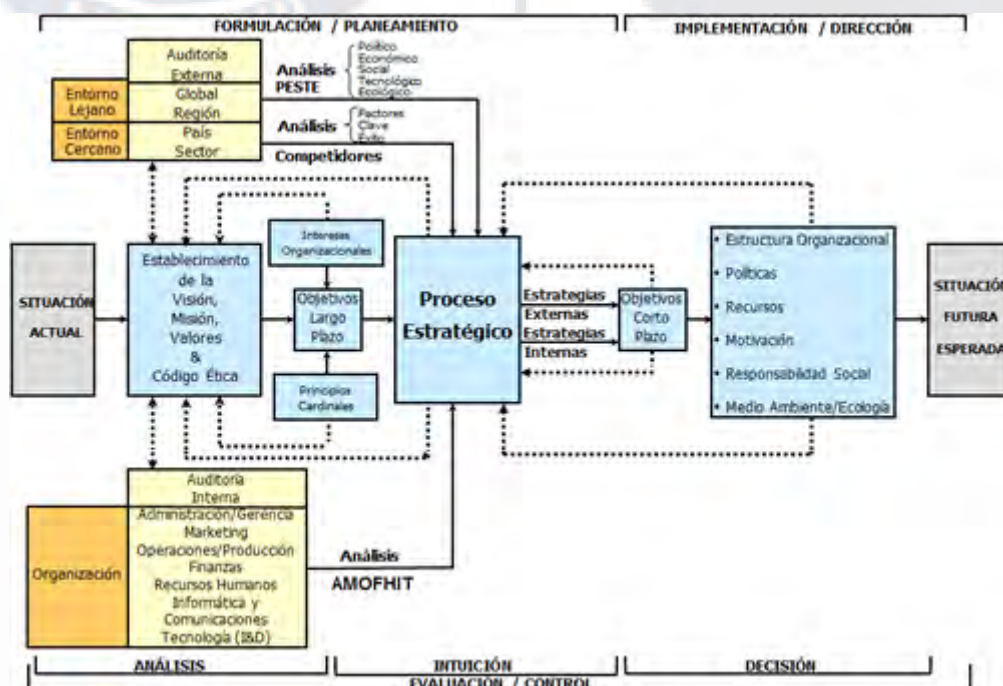 FORMULACIÓN / PLANEAMIENTO
IMPLEMENTACIÓN / DIRECCIÓN
Auditoría
Externa
Entorno
Lejano
Global
Región
Entorno
Cercano
País
Sector
Análisis
PESTE
Político
Económico
Social
Tecnológico
Ecológico
Análisis
Competidores
Factores
Clave
Éxito
SITUACIÓN
ACTUAL
Establecimiento
de la
Visión,
Misión,
Valores
&
Código Ética
Intereses
Organizacionales
Objetivos
Largo
Plazo
Principios
Cardinales
Proceso
Estratégico
Estrategias
Externas
Estrategias
Internas
Objetivos
Corto
Plazo
• Estructura Organizacional
• Políticas
• Recursos
• Motivación
• Responsabilidad Social
• Medio Ambiente/Ecología
SITUACIÓN
FUTURA
ESPERADA
Auditoría
Interna
Organización
Administración/Gerencia
Marketing
Operaciones/Producción
Finanzas
Recursos Humanos
Informática y
Comunicaciones
Tecnología (I&D)
Análisis
AMOFHIT
ANÁLISIS
INTUICIÓN
DECISIÓN
EVALUACIÓN / CONTROL